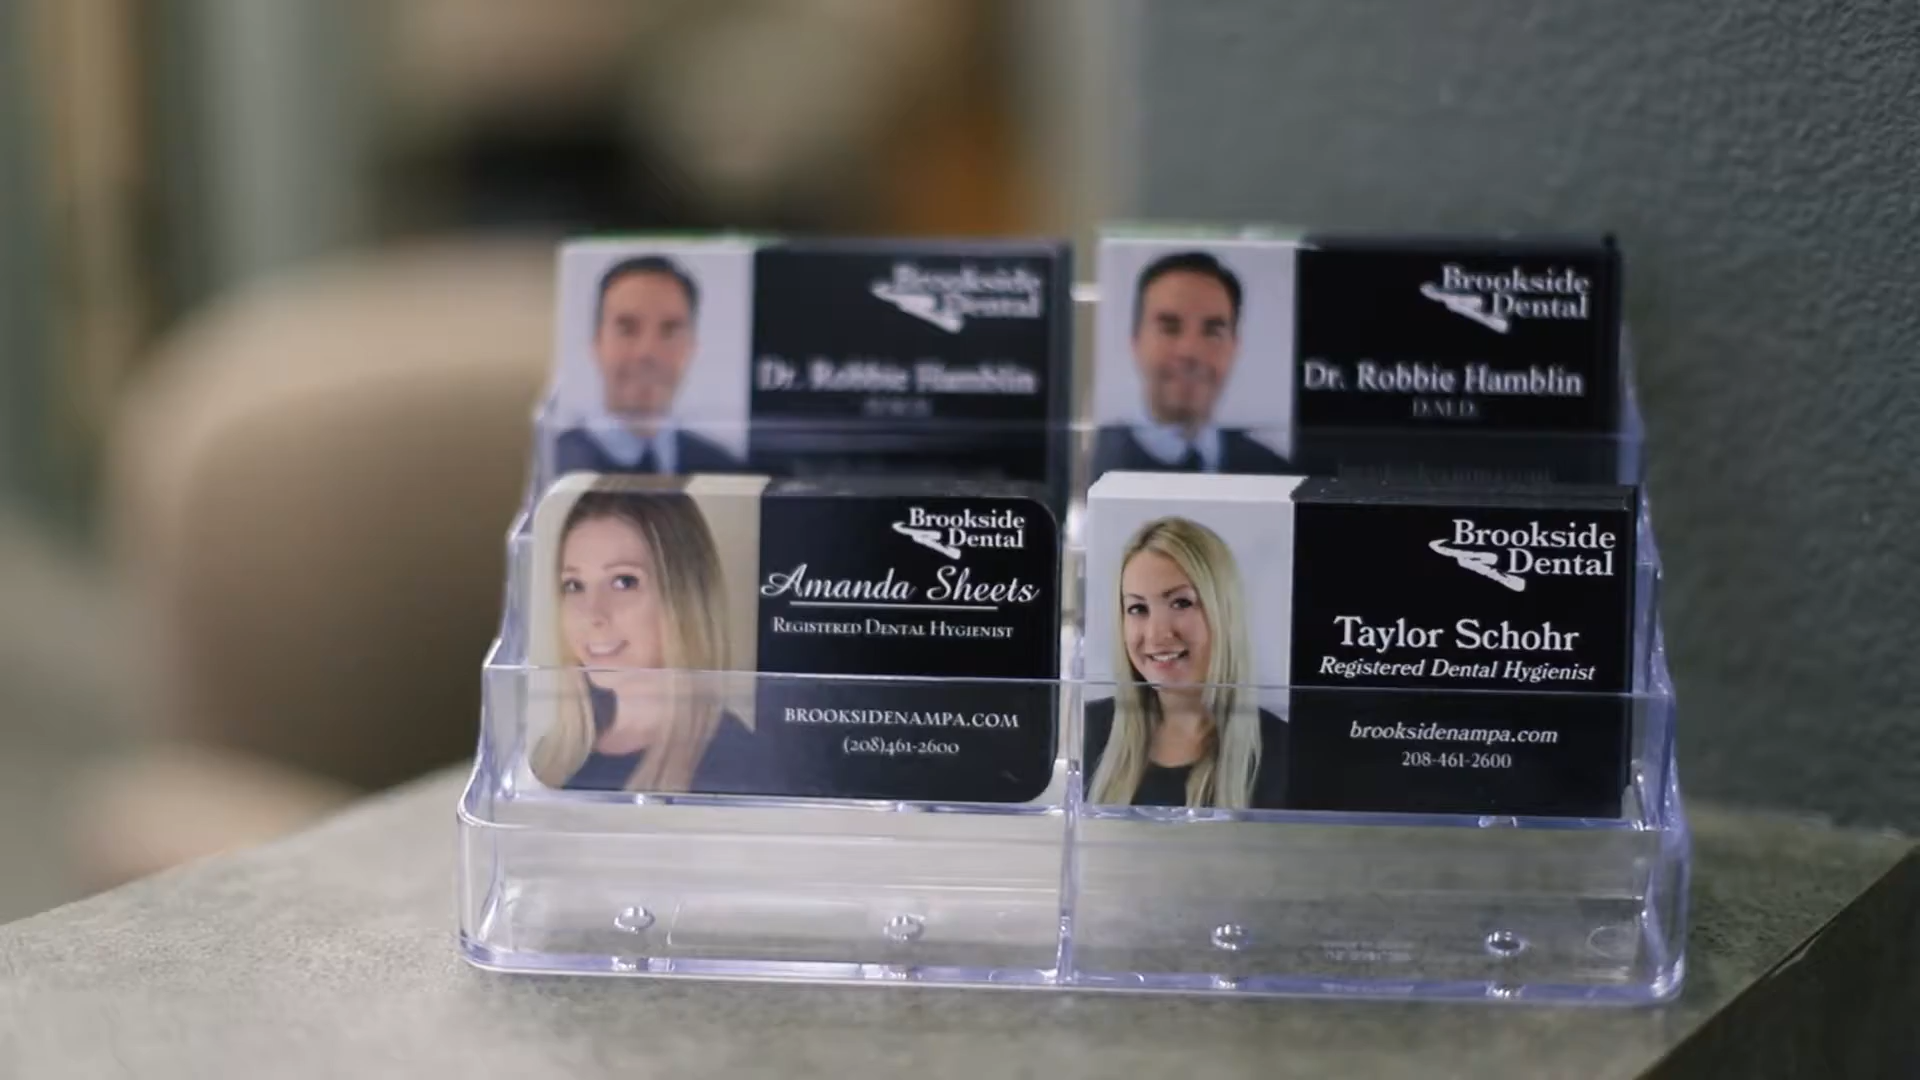 Brookside
Dental
Dr. Robbie Hamblin
Brookside
Dental
Dr. Robbie Hamblin
D.M.D.
Brookside
Dental
Amanda Sheets
Registered Dental Hygienist
BROOKSIDENAMPA.COM
(208)461-2600
Brookside
Dental
Taylor Schohr
Registered Dental Hygienist
brooksidenampa.com
208-461-2600